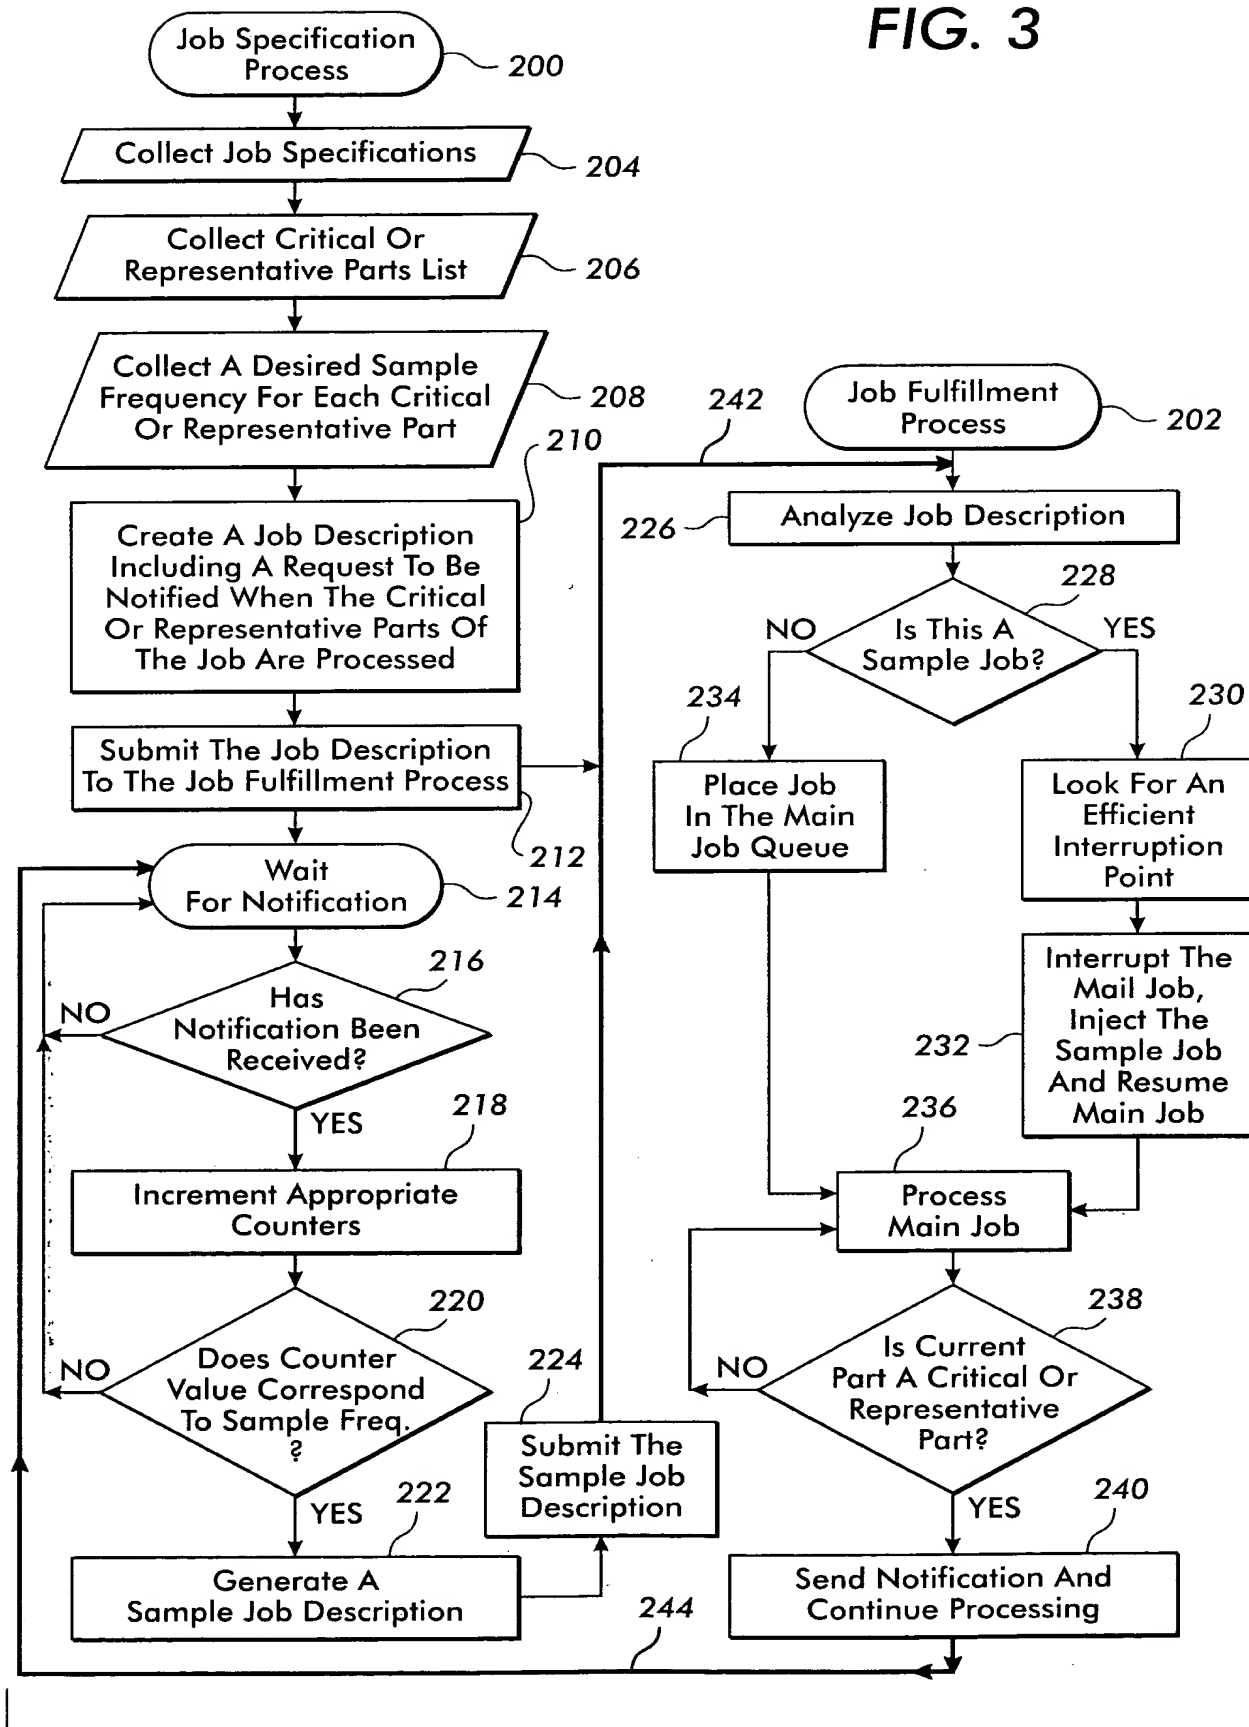 FIG. 3
Job Specification
Process
200
Collect Job Specifications
204
Collect Critical Or
Representative Parts List
206
Collect A Desired Sample
Frequency For Each Critical
Or Representative Part
208
210
Create A Job Description
Including A Request To Be
Notified When The Critical
Or Representative Parts Of
The Job Are Processed
Submit The Job Description
To The Job Fulfillment Process
212
Wait
For Notification
214
216
Has
Notification Been
Received?
NO
YES
218
Increment Appropriate
Counters
220
Does Counter
Value Correspond
To Sample Freq.
?
NO
YES
222
Generate A
Sample Job Description
224
Submit The
Sample Job
Description
242
Job Fulfillment
Process
202
226
Analyze Job Description
228
Is This A
Sample Job?
NO
YES
234
Place Job
In The Main
Job Queue
230
Look For An
Efficient
Interruption
Point
232
Interrupt The
Mail Job,
Inject The
Sample Job
And Resume
Main Job
236
Process
Main Job
238
Is Current
Part A Critical Or
Representative
Part?
NO
YES
240
Send Notification And
Continue Processing
244